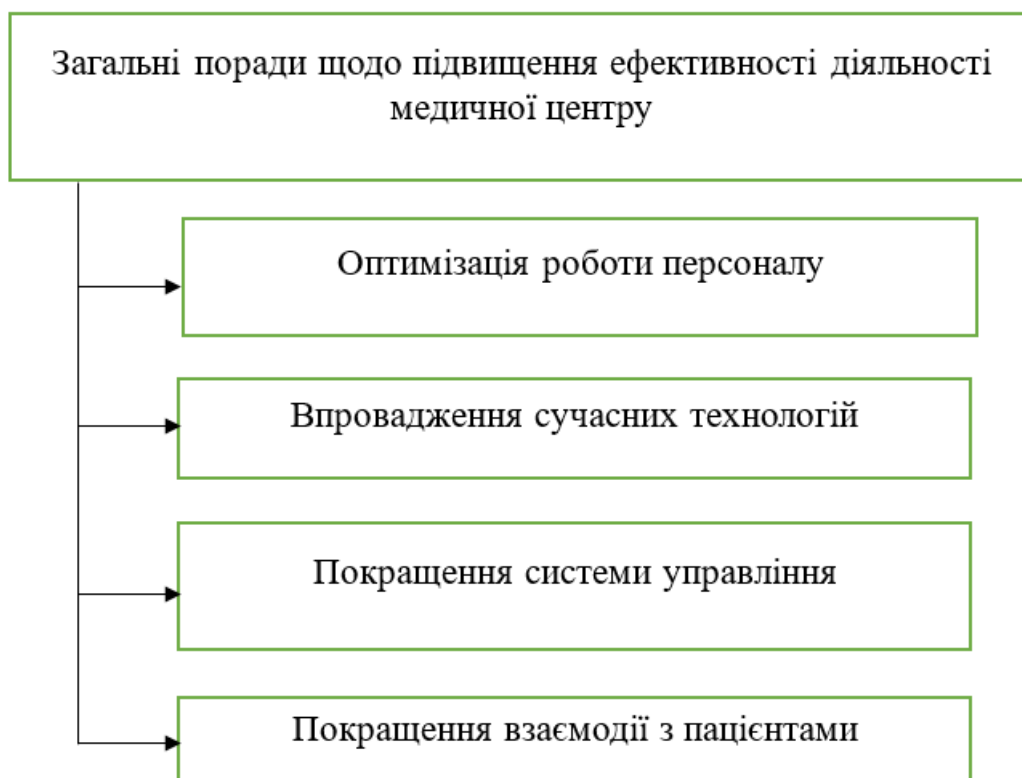 Загальні поради щодо підвищення ефективності діяльності
медичної центру
Оптимізація роботи персоналу
Впровадження сучасних технологій
Покращення системи управління
Покращення взаємодії з пацієнтами